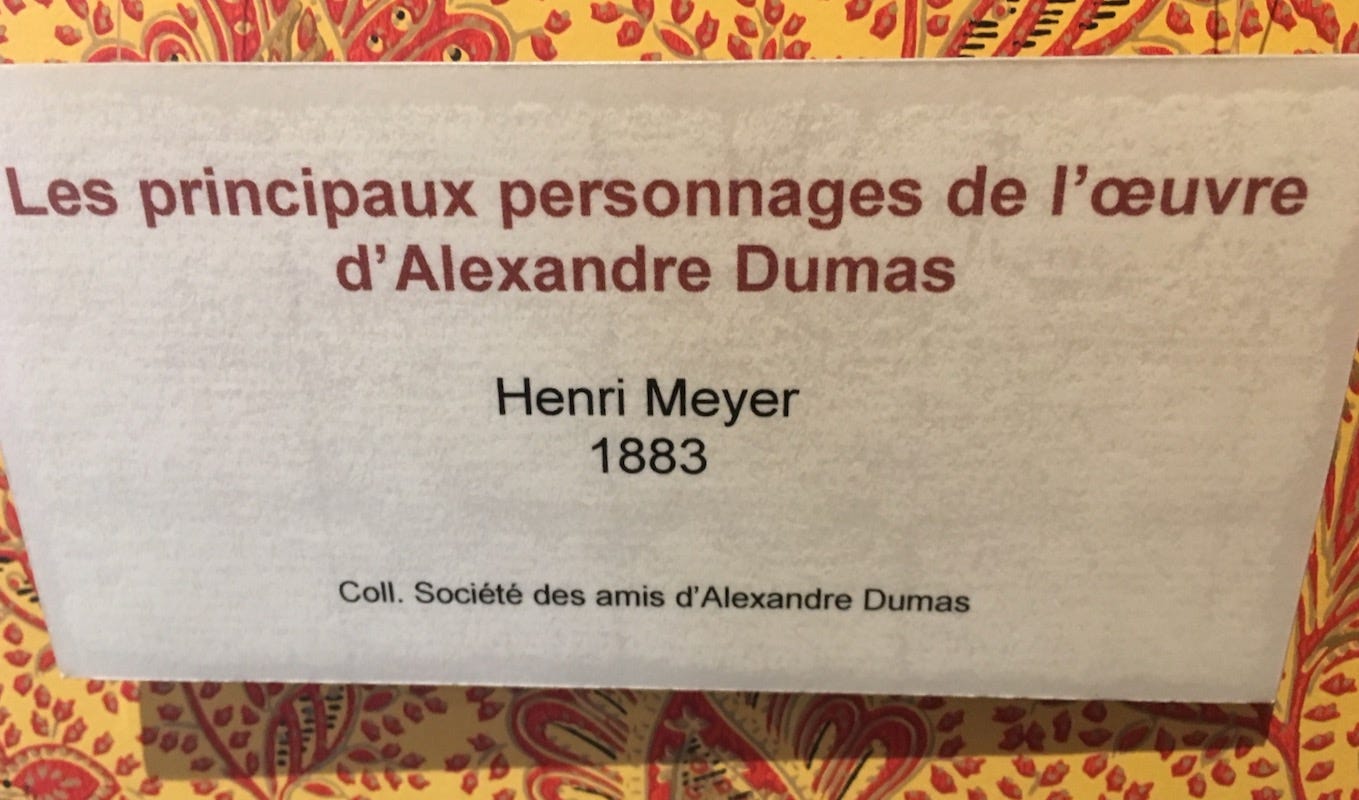 Les principaux personnages de l’œuvre
d’Alexandre Dumas
Henri Meyer
1883
Coll. Société des amis d’Alexandre Dumas